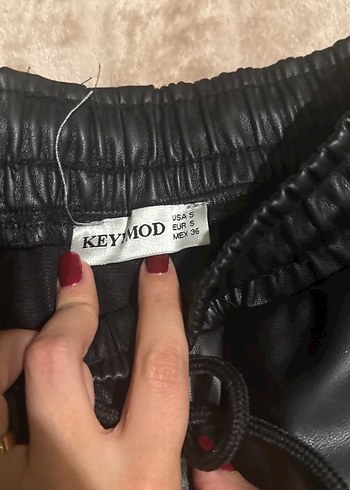 KEYMOD
USA S
EUR S
MEX 36